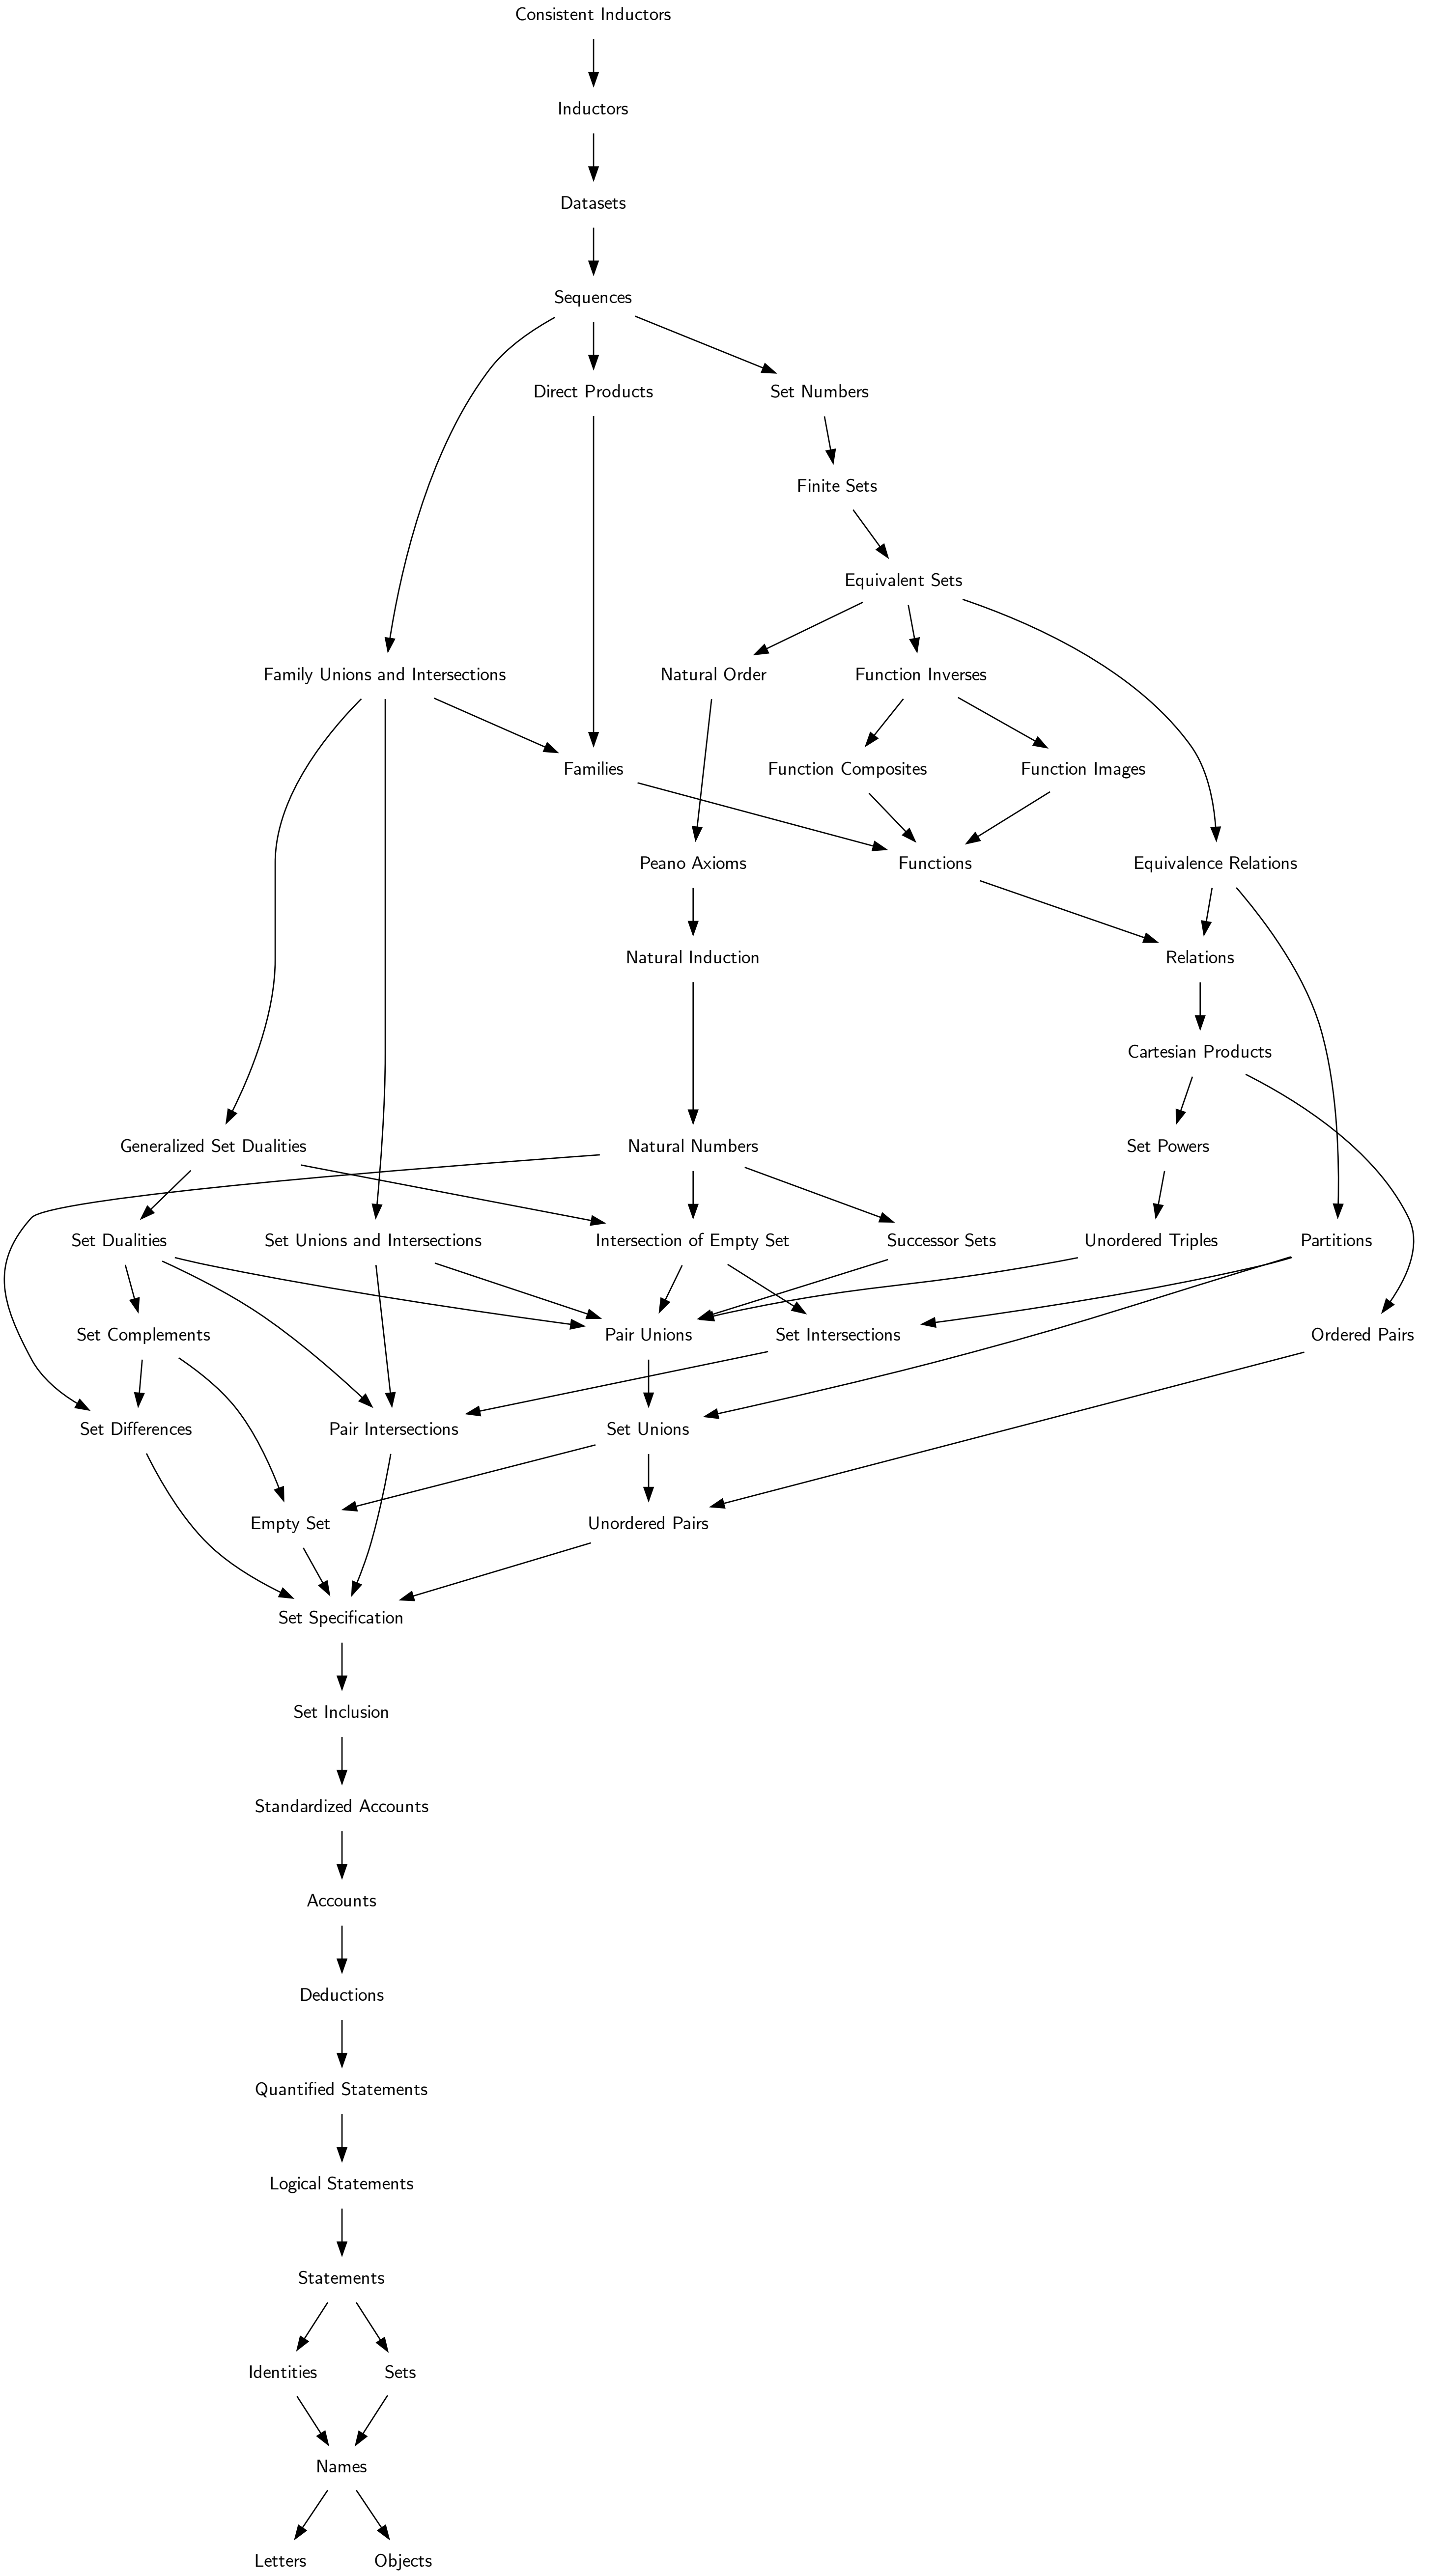 Consistent Inductors
Inductors
Datasets
Sequences
Direct Products
Set Numbers
Finite Sets
Equivalent Sets
Family Unions and Intersections
Natural Order
Function Inverses
Families
Function Composites
Function Images
Peano Axioms
Functions
Equivalence Relations
Natural Induction
Relations
Cartesian Products
Generalized Set Dualities
Natural Numbers
Set Powers
Set Dualities
Set Unions and Intersections
Intersection of Empty Set
Successor Sets
Unordered Triples
Partitions
Set Complements
Pair Unions
Set Intersections
Ordered Pairs
Set Differences
Pair Intersections
Set Unions
Empty Set
Unordered Pairs
Set Specification
Set Inclusion
Standardized Accounts
Accounts
Deductions
Quantified Statements
Logical Statements
Statements
Identities
Sets
Names
Letters
Objects